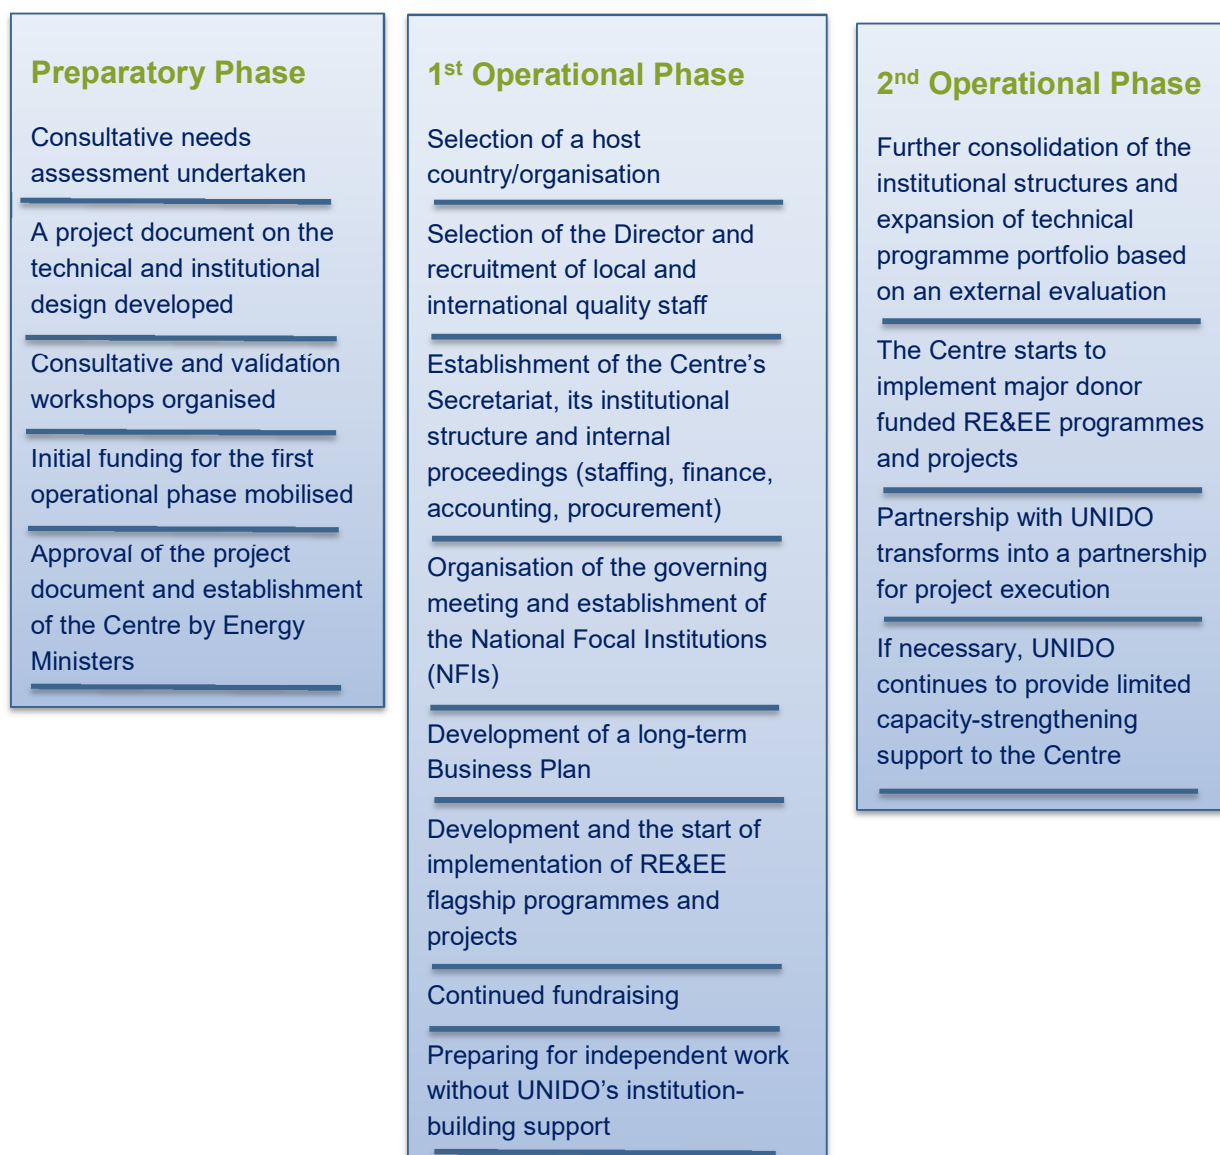 Preparatory Phase
Consultative needs
assessment undertaken
A project document on the
technical and institutional
design developed
Consultative and validation
workshops organised
Initial funding for the first
operational phase mobilised
Approval of the project
document and establishment
of the Centre by Energy
Ministers
1st Operational Phase
Selection of a host
country/organisation
Selection of the Director and
recruitment of local and
international quality staff
Establishment of the Centre’s
Secretariat, its institutional
structure and internal
proceedings (staffing, finance,
accounting, procurement)
Organisation of the governing
meeting and establishment of
the National Focal Institutions
(NFIs)
Development of a long-term
Business Plan
Development and the start of
implementation of RE&EE
flagship programmes and
projects
Continued fundraising
Preparing for independent work
without UNIDO’s institution-
building support
2nd Operational Phase
Further consolidation of the
institutional structures and
expansion of technical
programme portfolio based
on an external evaluation
The Centre starts to
implement major donor
funded RE&EE programmes
and projects
Partnership with UNIDO
transforms into a partnership
for project execution
If necessary, UNIDO
continues to provide limited
capacity-strengthening
support to the Centre